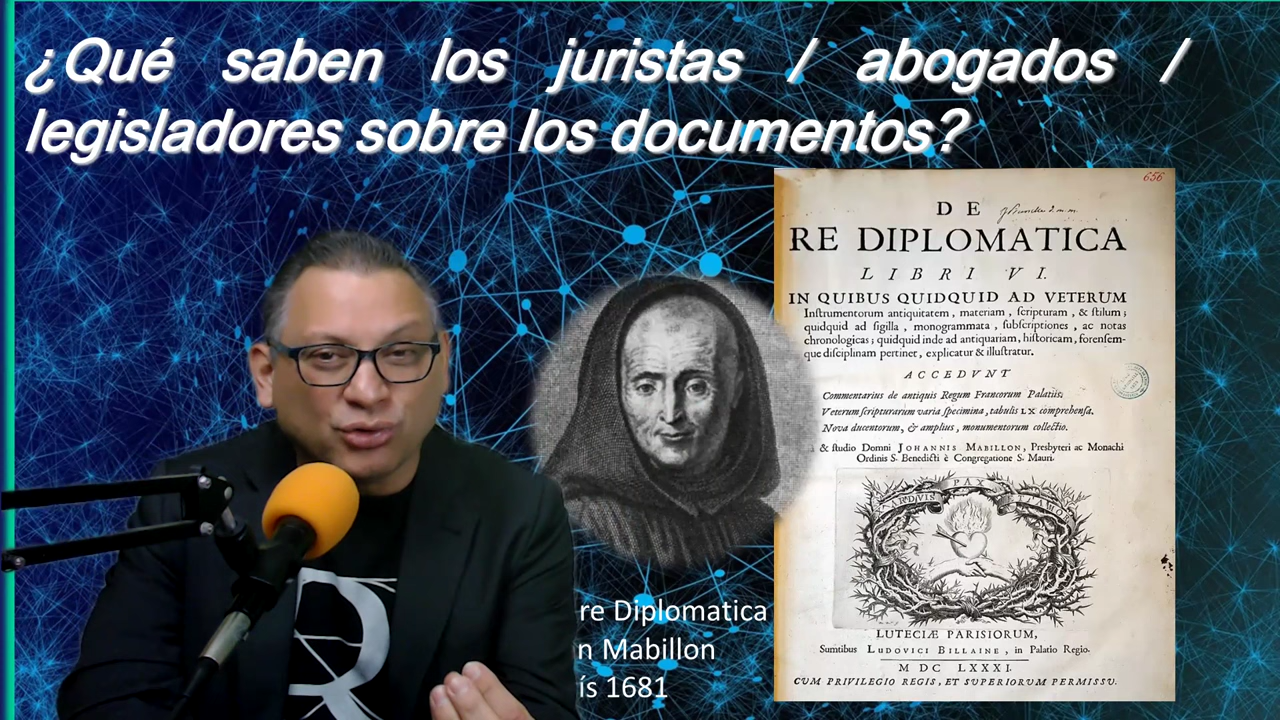 ¿Qué saben los juristas / abogados /
legisladores sobre los documentos?
656
DE
RE DIPLOMATICA
LIBRI VI.
IN QUIBUS QUIDQUID AD VETERUM
Instrumentorum antiquitatem, materiam, scripturam, & stilum;
quidquid ad sigilla, monogrammata, subscriptiones, ac notas
chronologicas; quidquid inde ad antiquariam, historicam, forensem-
que disciplinam pertinet, explicatur & illustratur.
ACCEDVNT
Commentarius de antiquis Regum Francorum Palatiis.
Veterum scripturarum varia specimina, tabulis LX comprehensa.
Nova ducentorum, & amplius, monumentorum collectio.
& studio Domni JOHANNIS MABILLON, Presbyteri ac Monachi
Ordinis S. Benedicti è Congregatione S. Mauri.
PAX
LUTECIÆ PARISIORUM,
Sumtibus LUDOVICI BILLAINE, in Palatio Regio.
M DC LXXXI.
CUM PRIVILEGIO REGIS, ET SUPERIORUM PERMISSU.
re Diplomatica
n Mabillon
ís 1681
R